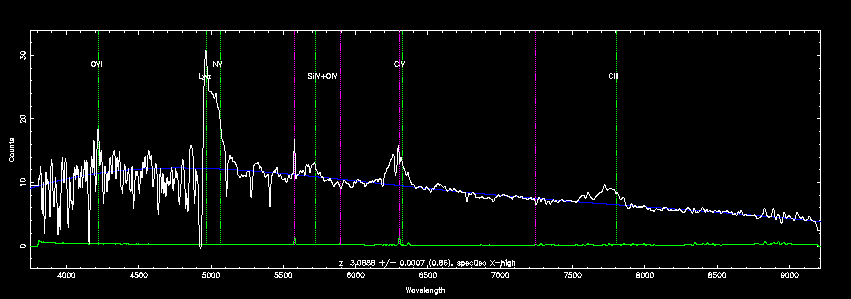 30
20
10
0
Counts
OVI
NV
SiIV+OIV
CIV
CIII
4000 4500 5000 5500 6000 6500 7000 7500 8000 8500 9000
z 3.0888 +/- 0.0007 (0.86), specQso X-high
Wavelength